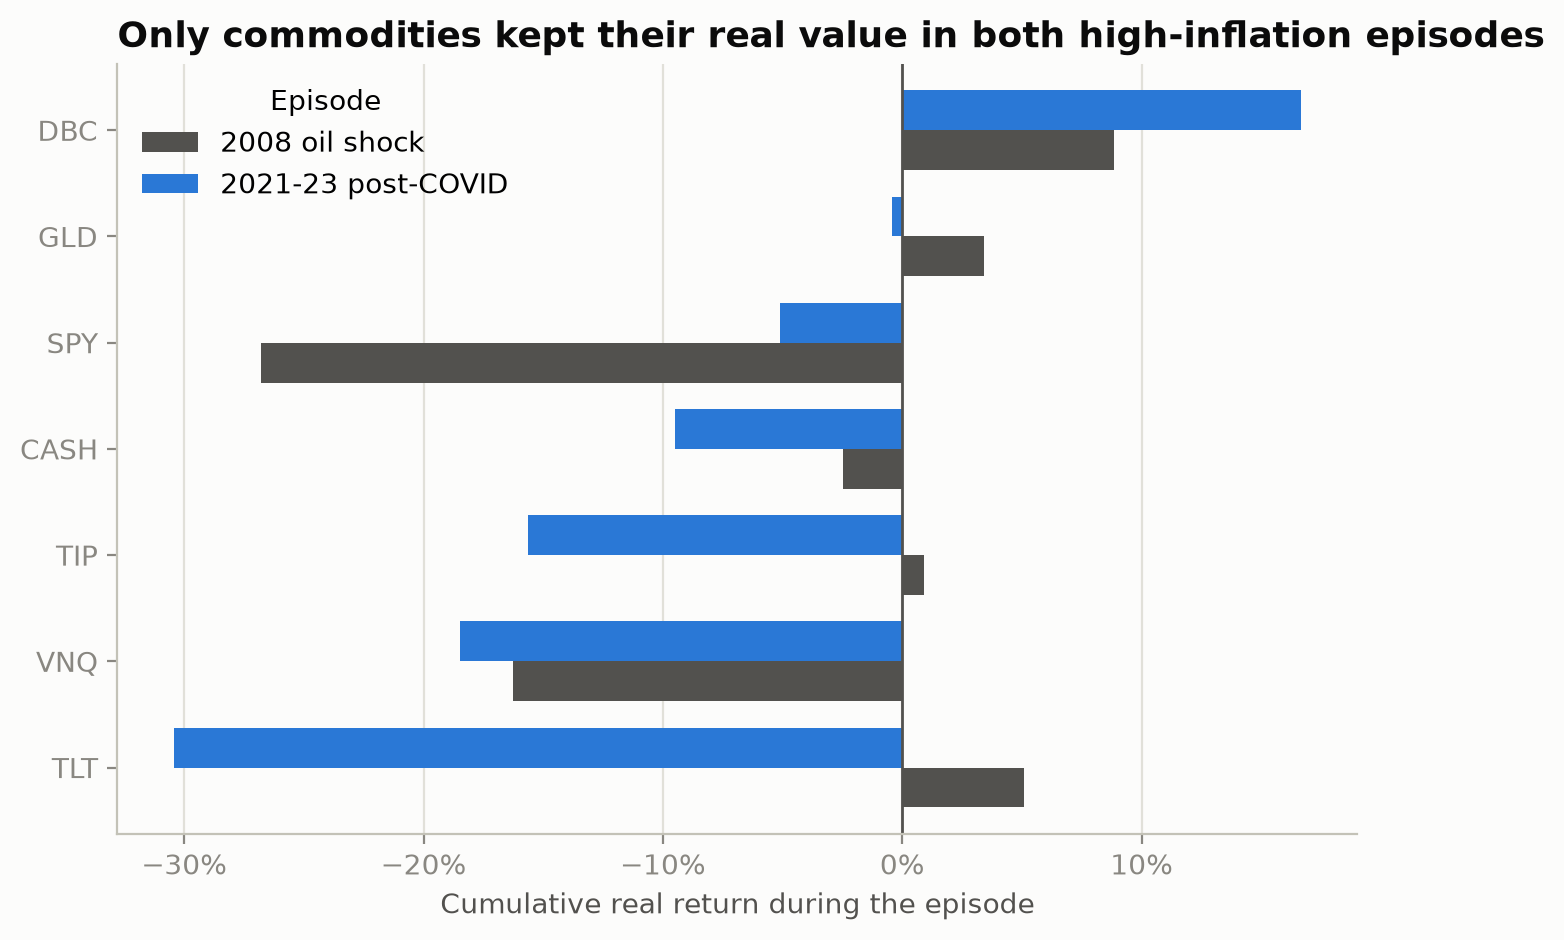 Only commodities kept their real value in both high-inflation episodes
Episode
2008 oil shock
2021-23 post-COVID
DBC
GLD
SPY
CASH
TIP
VNQ
TLT
−30%
−20%
−10%
0%
10%
Cumulative real return during the episode